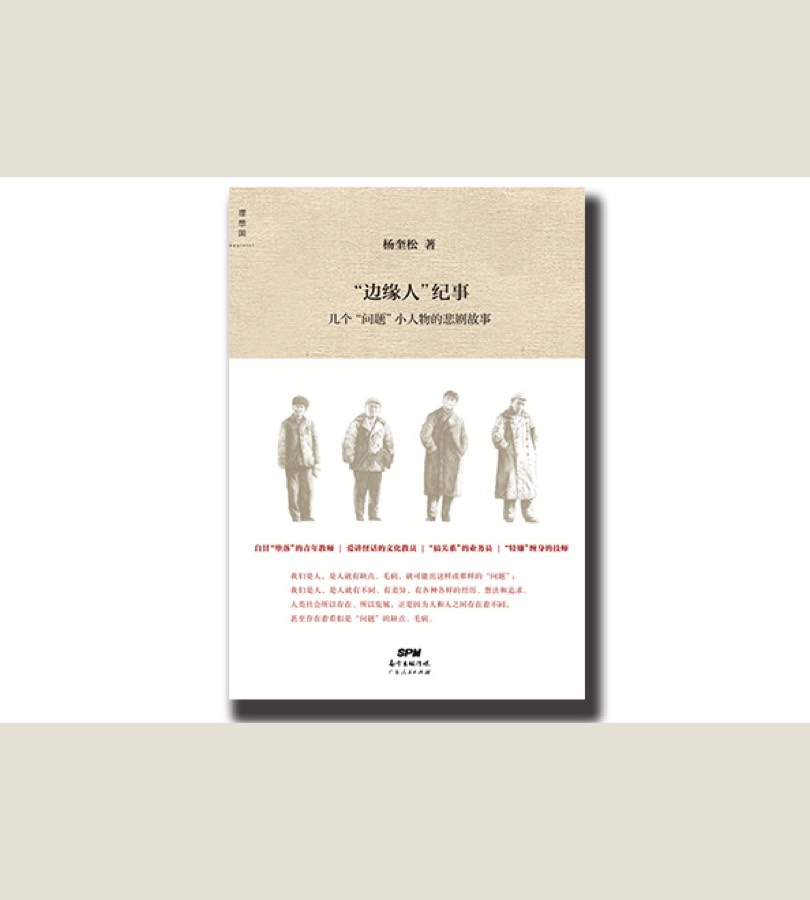 理想国
杨奎松 著
“边缘人”纪事
几个“问题”小人物的悲剧故事
自甘“堕落”的青年教师 | 爱讲怪话的文化教员 | “搞关系”的业务员 | “特嫌”缠身的技师
我们是人，是人就有缺点、毛病，就可能出这样或那样的“问题”；
我们是人，是人就有不同、有差异，有各种各样的经历、想法和追求。
人类社会所以存在、所以发展，正是因为人和人之间存在着不同，
甚至存在着看似是“问题”的缺点、毛病。
SPM
南方出版传媒
广东人民出版社